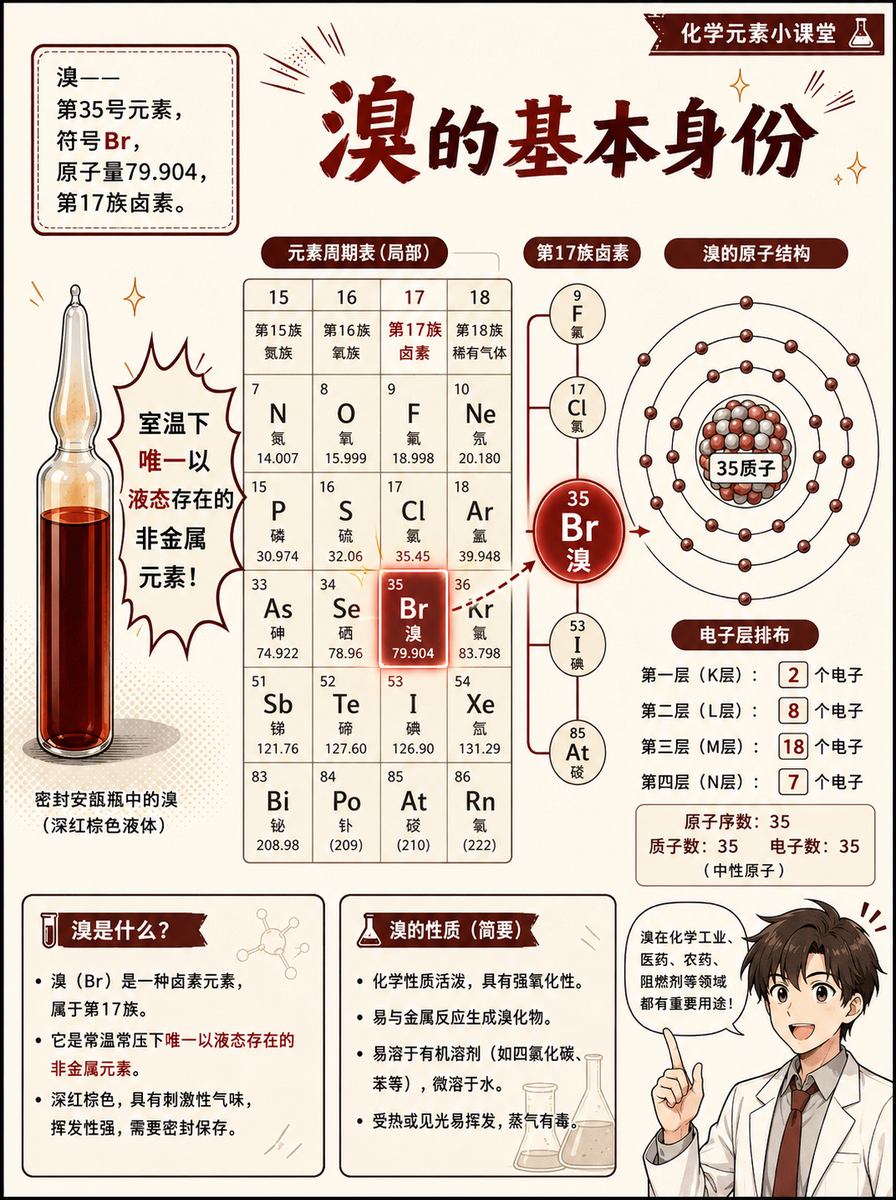 化学元素小课堂
溴——
第35号元素，
符号Br，
原子量79.904，
第17族卤素。
溴的基本身份
元素周期表（局部）
15 16 17 18
第15族 第16族 第17族 第18族
氮族 氧族 卤素 稀有气体
7 8 9 10
N O F Ne
氮 氧 氟 氖
14.007 15.999 18.998 20.180
15 16 17 18
P S Cl Ar
磷 硫 氯 氩
30.974 32.06 35.45 39.948
33 34 35 36
As Se Br Kr
砷 硒 溴
74.922 78.96 79.904 83.798
51 52 53 54
Sb Te I Xe
锑 碲 碘 氙
121.76 127.60 126.90 131.29
83 84 85 86
Bi Po At Rn
铋 钋
208.98 (209) (210) (222)
第17族卤素
9
F
氟
17
Cl
氯
35
Br
溴
53
I
碘
85
At
溴的原子结构
35质子
电子层排布
第一层（K层）： 2 个电子
第二层（L层）： 8 个电子
第三层（M层）： 18 个电子
第四层（N层）： 7 个电子
原子序数：35
质子数：35 电子数：35
（中性原子）
室温下
唯一以
液态存在的
非金属
元素！
密封安瓿瓶中的溴
（深红棕色液体）
溴是什么？
• 溴（Br）是一种卤素元素，
属于第17族。
• 它是常温常压下唯一以液态存在的
非金属元素。
• 深红棕色，具有刺激性气味，
挥发性强，需要密封保存。
溴的性质（简要）
• 化学性质活泼，具有强氧化性。
• 易与金属反应生成溴化物。
• 易溶于有机溶剂（如四氯化碳、
苯等），微溶于水。
• 受热或见光易挥发，蒸气有毒。
溴在化学工业、
医药、农药、
阻燃剂等领域
都有重要用途！